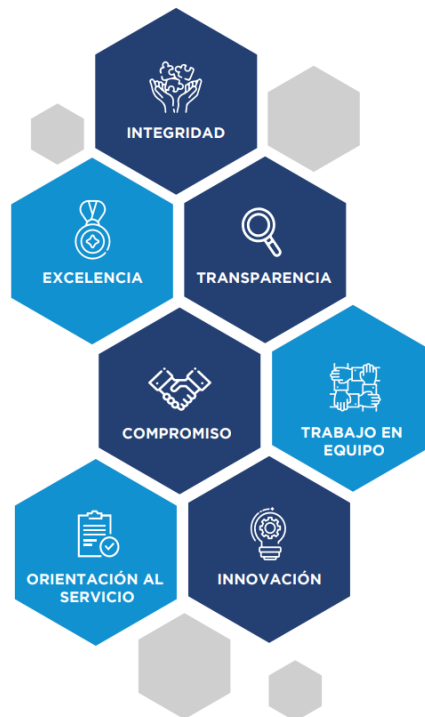 INTEGRIDAD
EXCELENCIA
TRANSPARENCIA
COMPROMISO
TRABAJO EN
EQUIPO
ORIENTACIÓN AL
SERVICIO
INNOVACIÓN